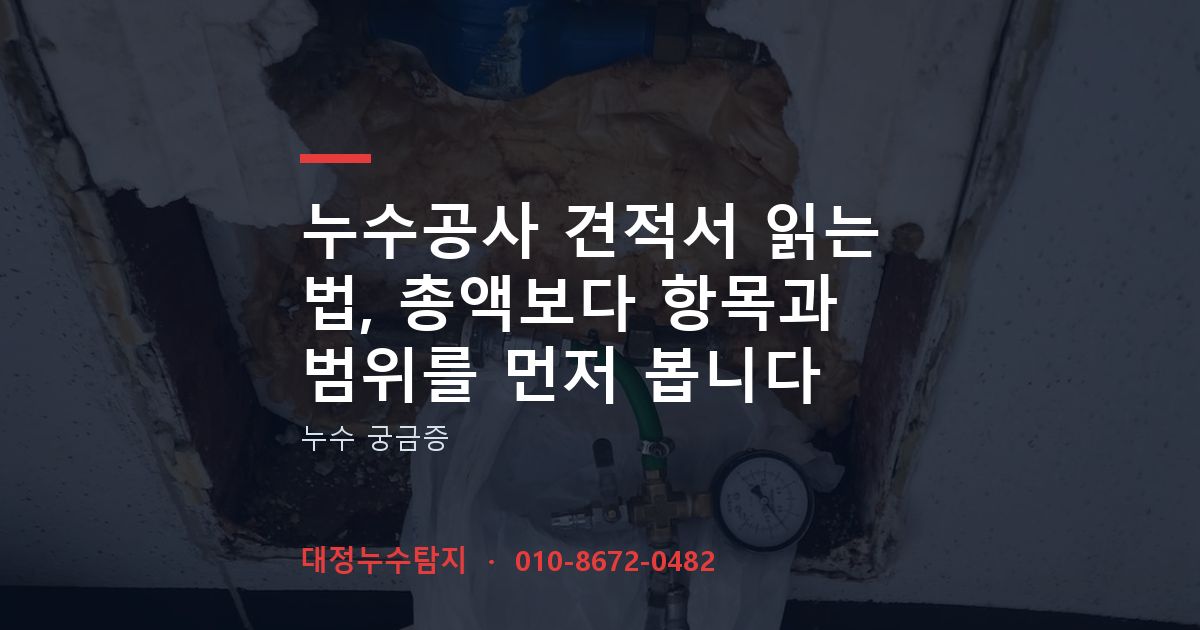 누수공사 견적서 읽는
법, 총액보다 항목과
범위를 먼저 봅니다
누수 궁금증
대정누수탐지 · 010-8672-0482